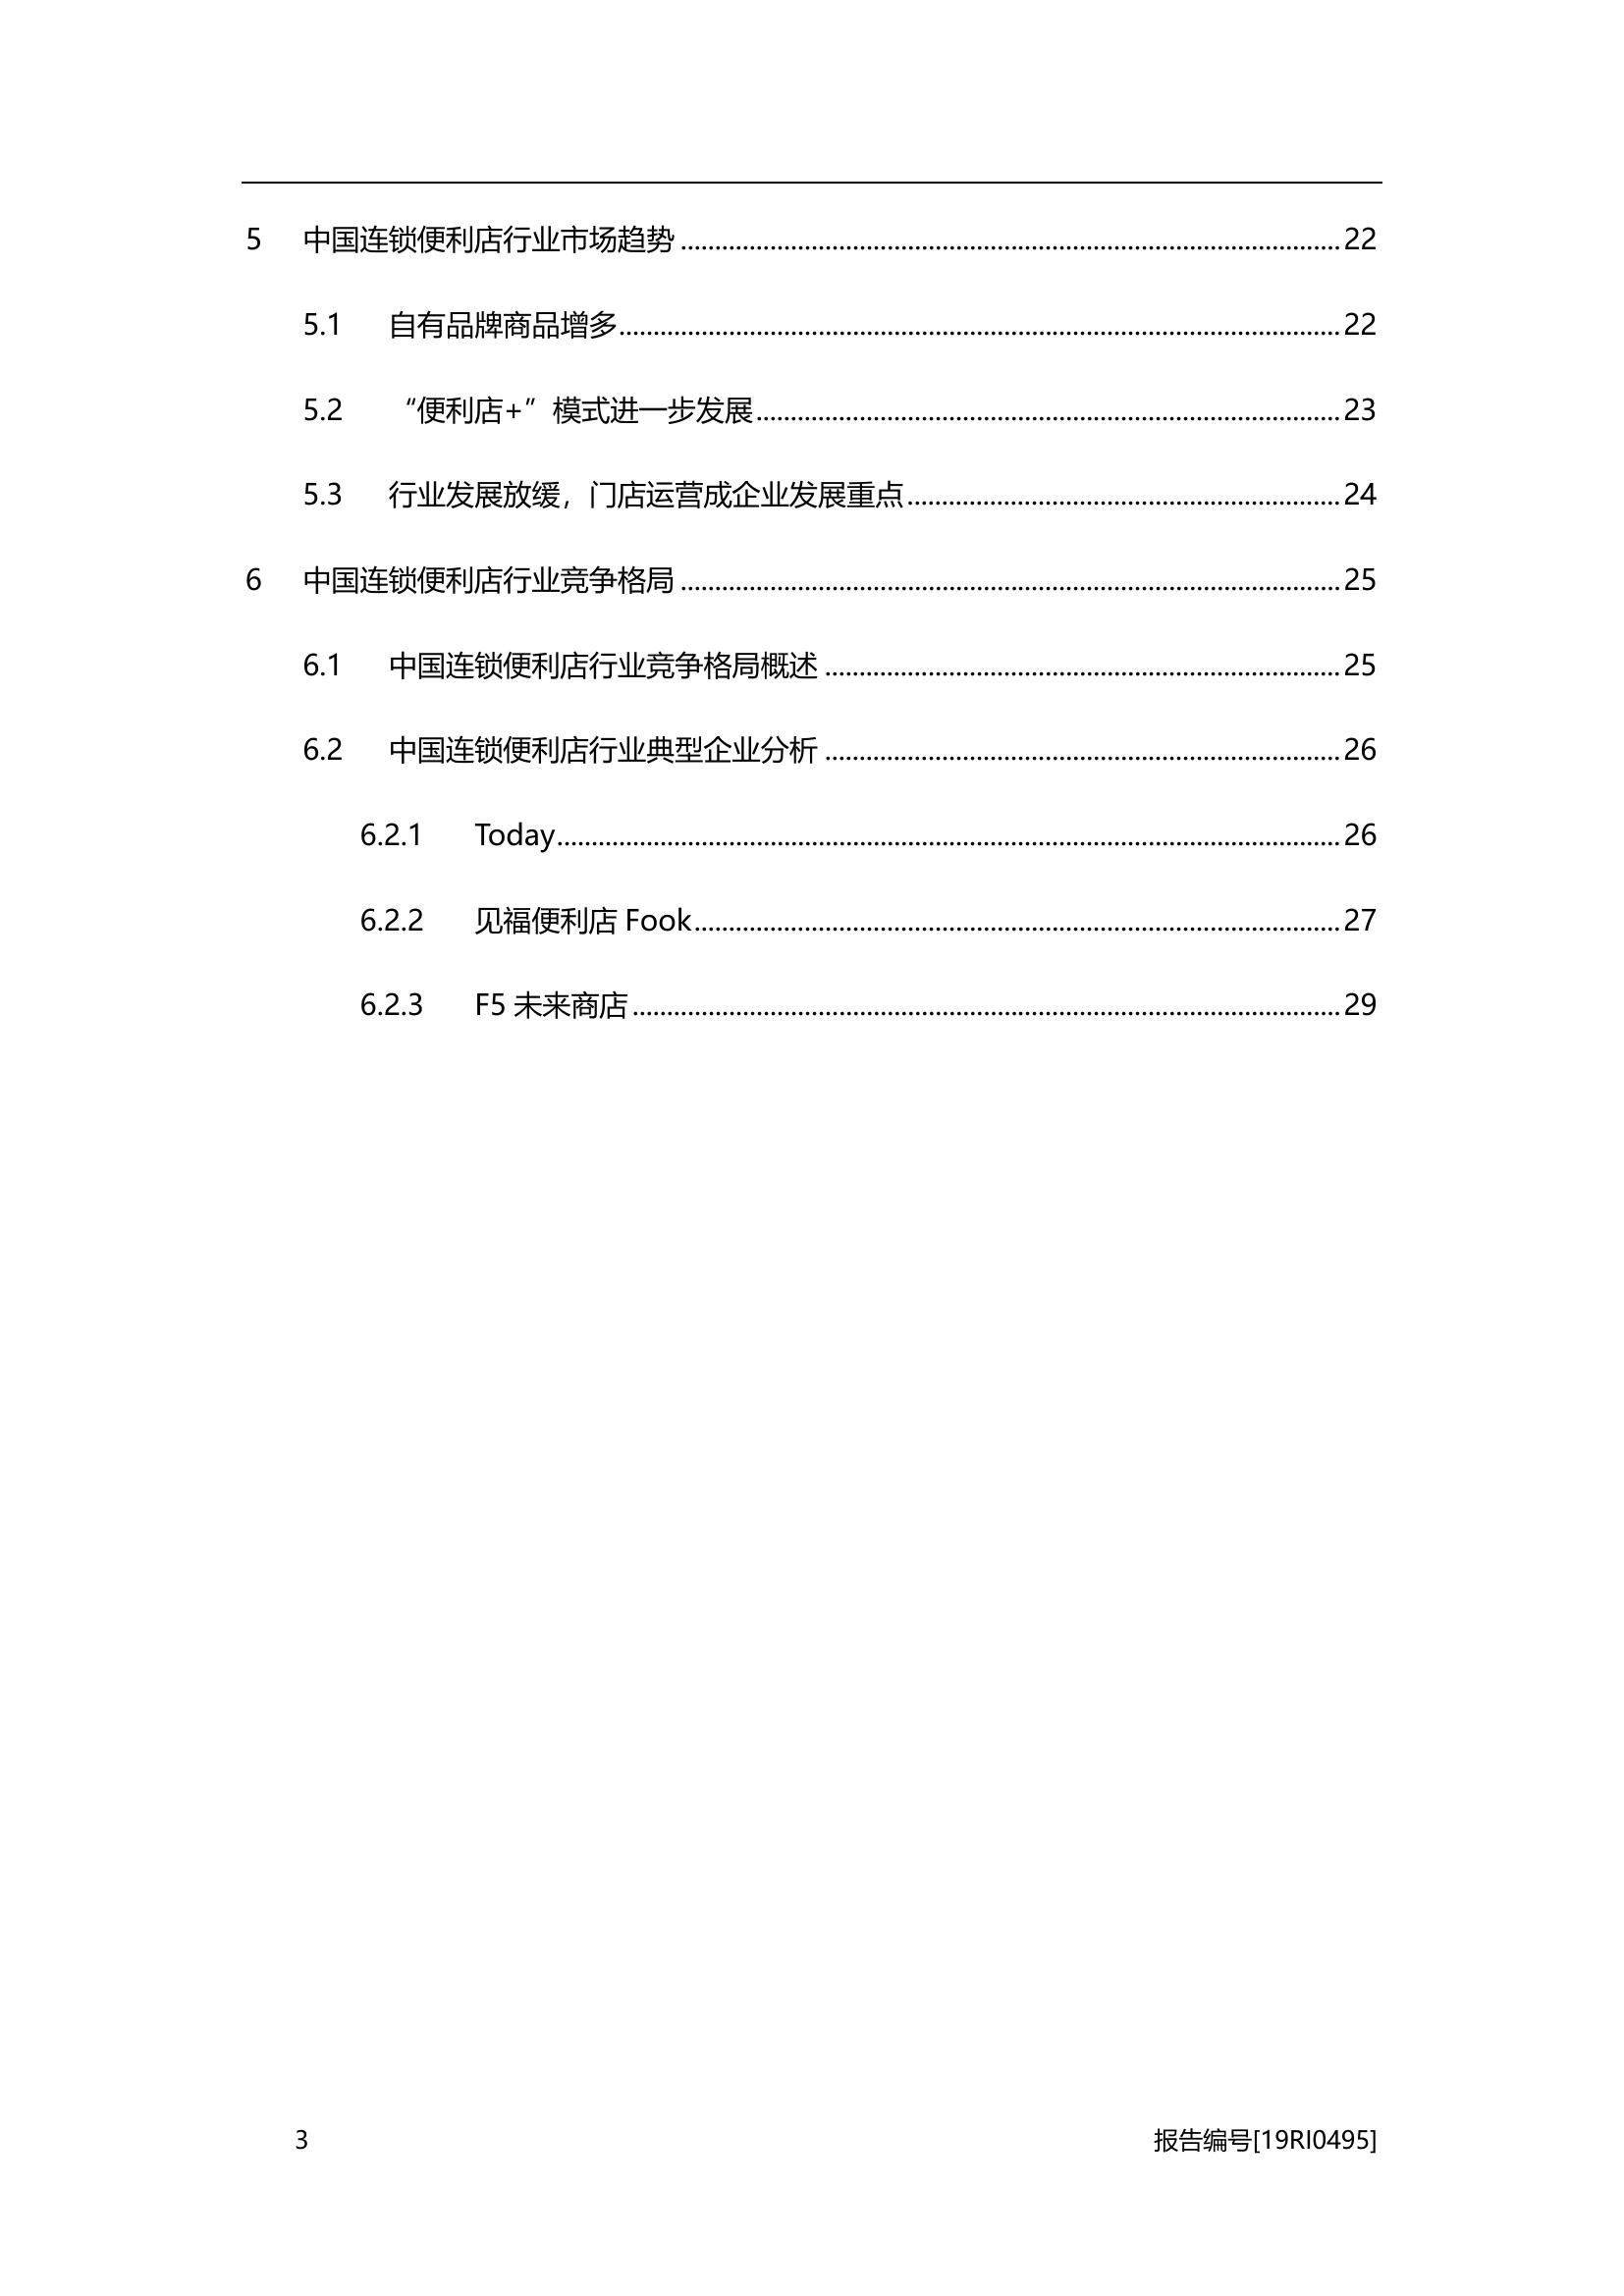 5 中国连锁便利店行业市场趋势 ........ 22
5.1 自有品牌商品增多 ........ 22
5.2 “便利店+”模式进一步发展 ........ 23
5.3 行业发展放缓，门店运营成企业发展重点 ........ 24
6 中国连锁便利店行业竞争格局 ........ 25
6.1 中国连锁便利店行业竞争格局概述 ........ 25
6.2 中国连锁便利店行业典型企业分析 ........ 26
6.2.1 Today ........ 26
6.2.2 见福便利店 Fook ........ 27
6.2.3 F5 未来商店 ........ 29
3 报告编号[19RI0495]